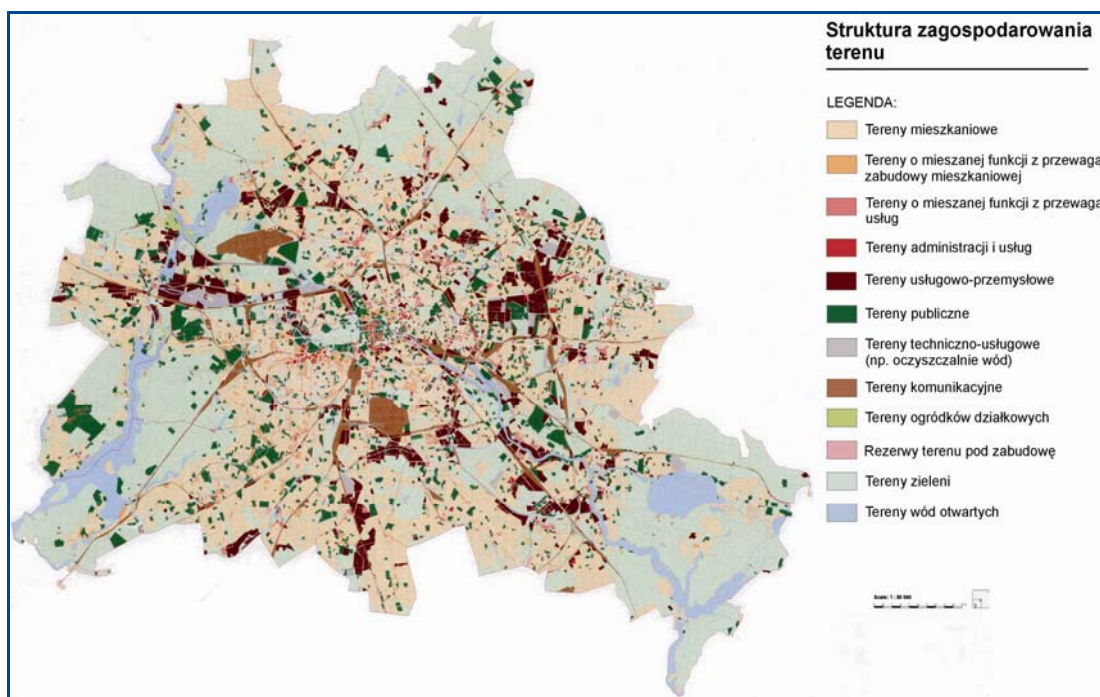 Struktura zagospodarowania
terenu
LEGENDA:
Tereny mieszkaniowe
Tereny o mieszanej funkcji z przewagą
zabudowy mieszkaniowej
Tereny o mieszanej funkcji z przewagą
usług
Tereny administracji i usług
Tereny usługowo-przemysłowe
Tereny publiczne
Tereny techniczno-usługowe
(np. oczyszczalnie wód)
Tereny komunikacyjne
Tereny ogródków działkowych
Rezerwy terenu pod zabudowę
Tereny zieleni
Tereny wód otwartych